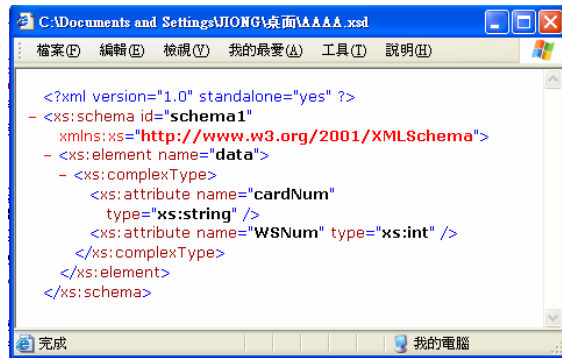 C:\Documents and Settings\JIONG\桌面\AAAA.xsd
檔案(F) 編輯(E) 檢視(V) 我的最愛(A) 工具(T) 說明(H)
<?xml version="1.0" standalone="yes" ?>
- <xs:schema id="schema1"
xmlns:xs="http://www.w3.org/2001/XMLSchema">
- <xs:element name="data">
- <xs:complexType>
<xs:attribute name="cardNum"
type="xs:string" />
<xs:attribute name="WSNum" type="xs:int" />
</xs:complexType>
</xs:element>
</xs:schema>
完成 我的電腦